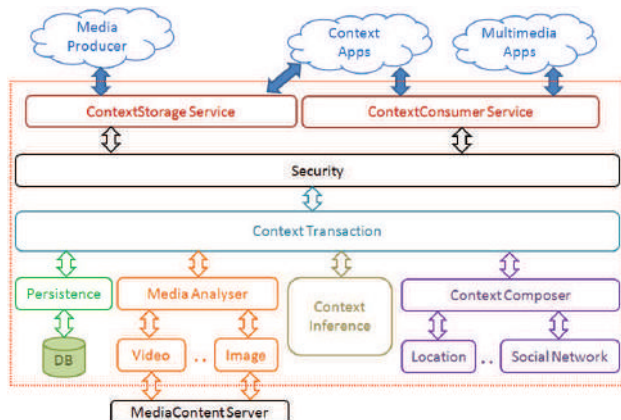 Media
Producer
Context
Apps
Multimedia
Apps
ContextStorage Service
ContextConsumer Service
Security
Context Transaction
Persistence
Media Analyser
Context
Inference
Context Composer
DB
Video
..
Image
Location
..
Social Network
MediaContentServer